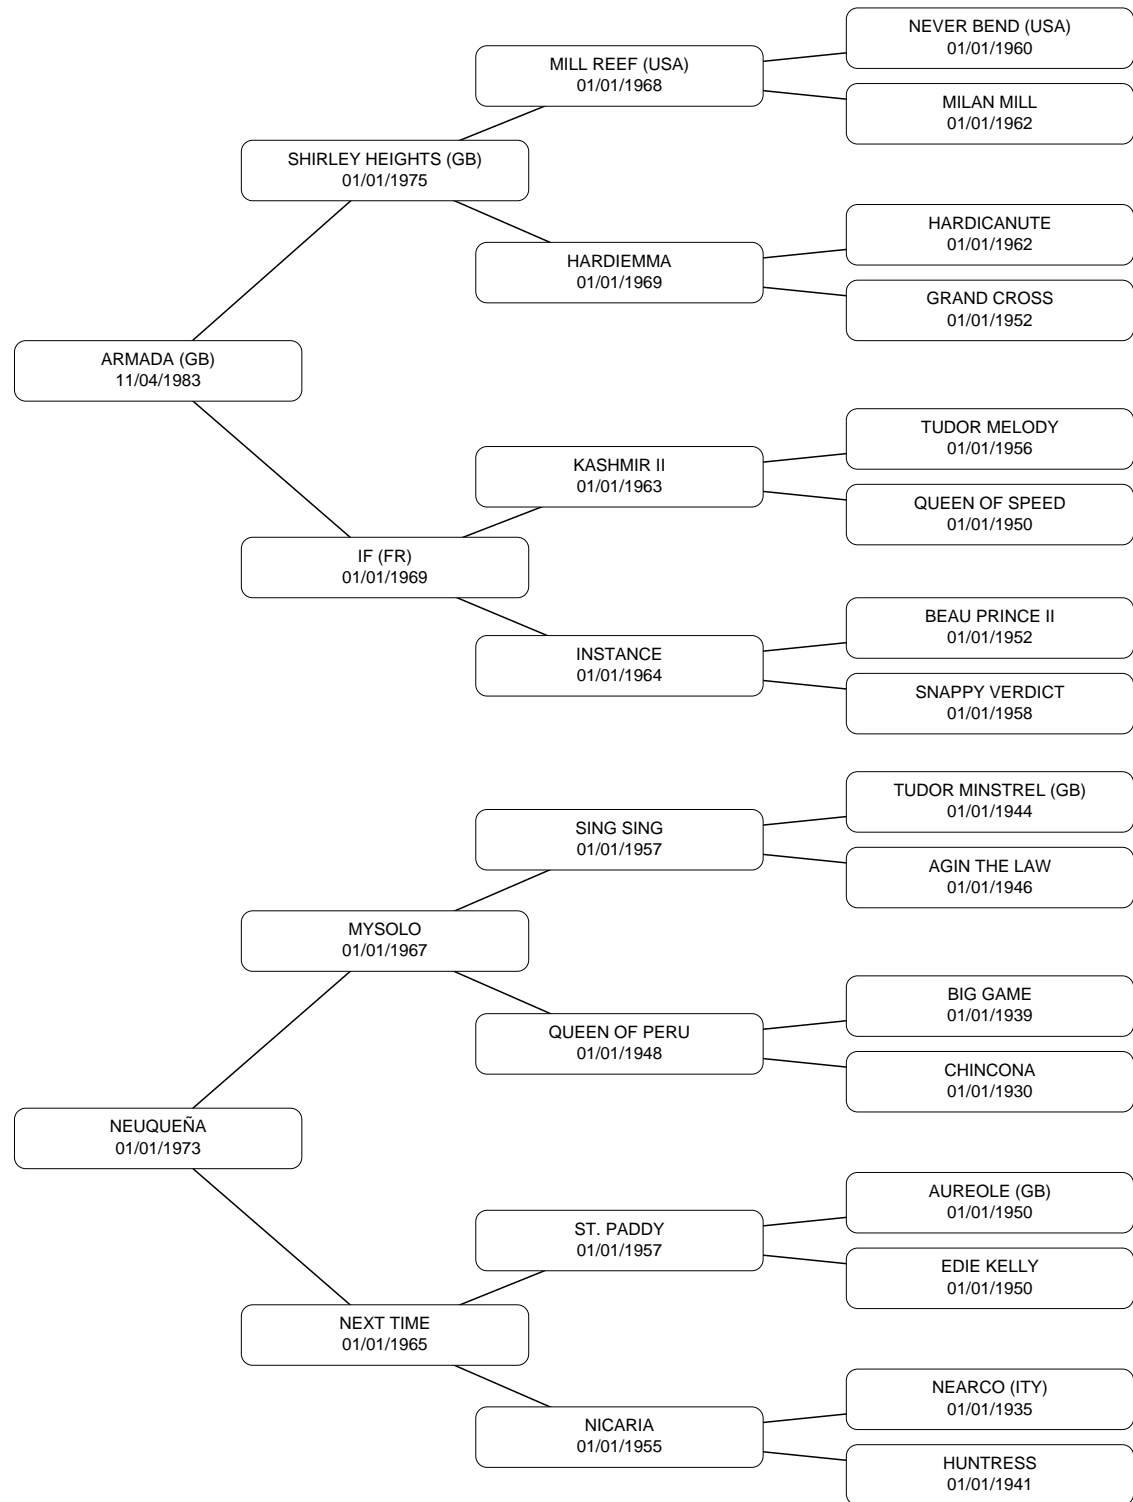 NEVER BEND (USA)
01/01/1960
MILL REEF (USA)
01/01/1968
MILAN MILL
01/01/1962
SHIRLEY HEIGHTS (GB)
01/01/1975
HARDICANUTE
01/01/1962
HARDIEMMA
01/01/1969
GRAND CROSS
01/01/1952
ARMADA (GB)
11/04/1983
TUDOR MELODY
01/01/1956
KASHMIR II
01/01/1963
QUEEN OF SPEED
01/01/1950
IF (FR)
01/01/1969
BEAU PRINCE II
01/01/1952
INSTANCE
01/01/1964
SNAPPY VERDICT
01/01/1958
TUDOR MINSTREL (GB)
01/01/1944
SING SING
01/01/1957
AGIN THE LAW
01/01/1946
MYSOLO
01/01/1967
BIG GAME
01/01/1939
QUEEN OF PERU
01/01/1948
CHINCONA
01/01/1930
NEUQUEÑA
01/01/1973
AUREOLE (GB)
01/01/1950
ST. PADDY
01/01/1957
EDIE KELLY
01/01/1950
NEXT TIME
01/01/1965
NEARCO (ITY)
01/01/1935
NICARIA
01/01/1955
HUNTRESS
01/01/1941